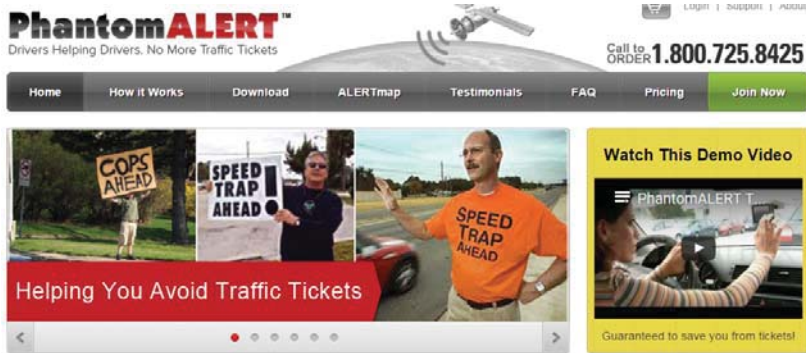 PhantomALERT™
Drivers Helping Drivers. No More Traffic Tickets
Login | Support | About
Call to ORDER 1.800.725.8425
Home How it Works Download ALERTmap Testimonials FAQ Pricing Join Now
COPS
AHEAD
SPEED
TRAP
AHEAD!
SPEED
TRAP
AHEAD
Helping You Avoid Traffic Tickets
Watch This Demo Video
PhantomALERT T...
Guaranteed to save you from tickets!